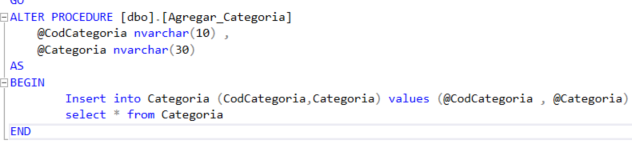 GO
ALTER PROCEDURE [dbo].[Agregar_Categoria]
@CodCategoria nvarchar(10) ,
@Categoria nvarchar(30)
AS
BEGIN
Insert into Categoria (CodCategoria,Categoria) values (@CodCategoria , @Categoria)
select * from Categoria
END